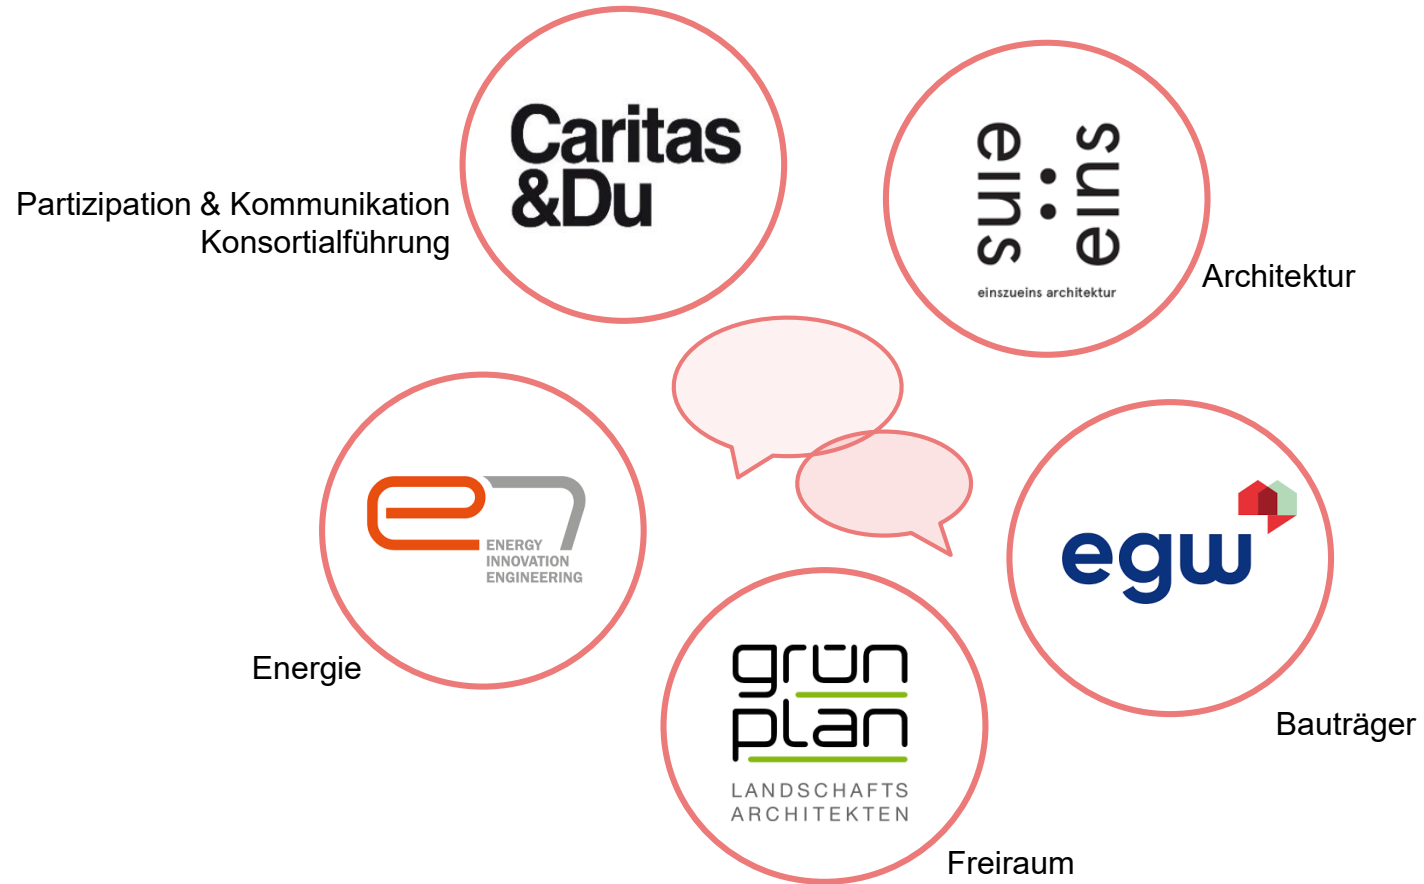 Caritas
&Du
Partizipation & Kommunikation
Konsortialführung
eins
:
eins
einszueins architektur
Architektur
e7
ENERGY
INNOVATION
ENGINEERING
Energie
egw
Bauträger
grün
plan
LANDSCHAFTS
ARCHITEKTEN
Freiraum